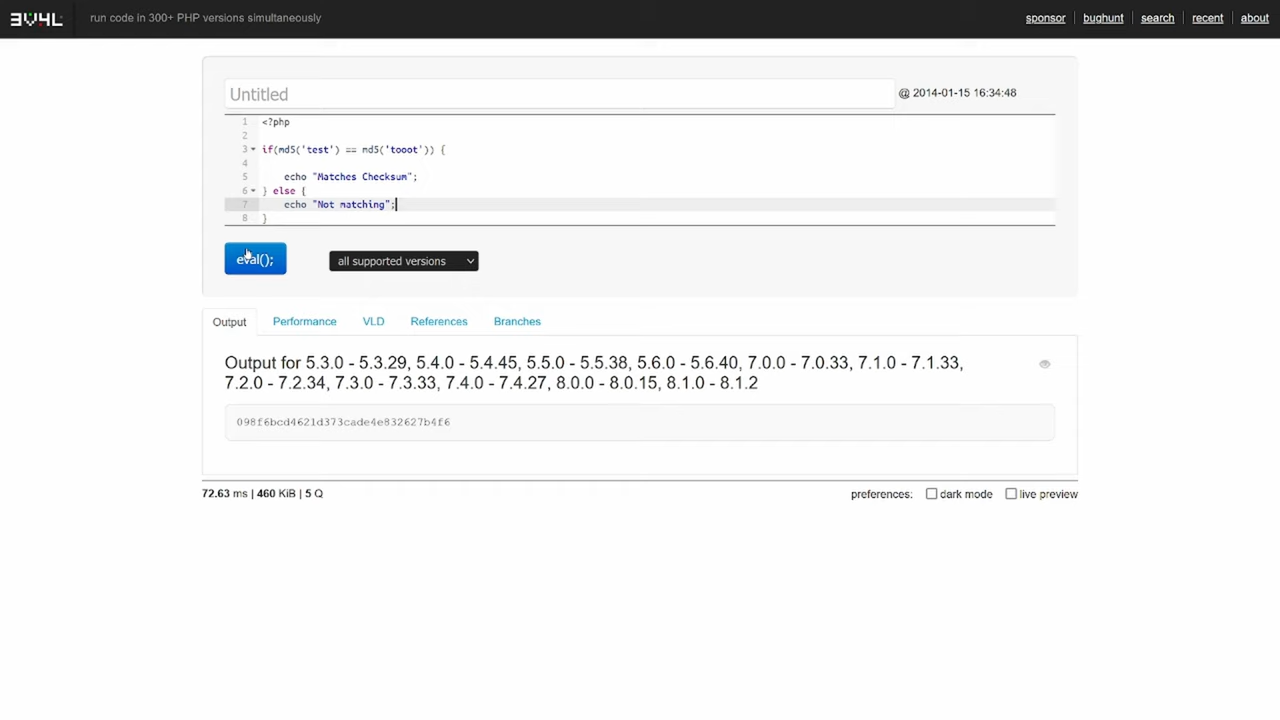 3V4L run code in 300+ PHP versions simultaneously sponsor bughunt search recent about
Untitled @ 2014-01-15 16:34:48
1 <?php
2
3 if(md5('test') == md5('tooot')) {
4
5 echo "Matches Checksum";
6 } else {
7 echo "Not matching";
8 }
eval(); all supported versions
Output Performance VLD References Branches
Output for 5.3.0 - 5.3.29, 5.4.0 - 5.4.45, 5.5.0 - 5.5.38, 5.6.0 - 5.6.40, 7.0.0 - 7.0.33, 7.1.0 - 7.1.33,
7.2.0 - 7.2.34, 7.3.0 - 7.3.33, 7.4.0 - 7.4.27, 8.0.0 - 8.0.15, 8.1.0 - 8.1.2
098f6bcd4621d373cade4e832627b4f6
72.63 ms | 460 KiB | 5 Q preferences: dark mode live preview